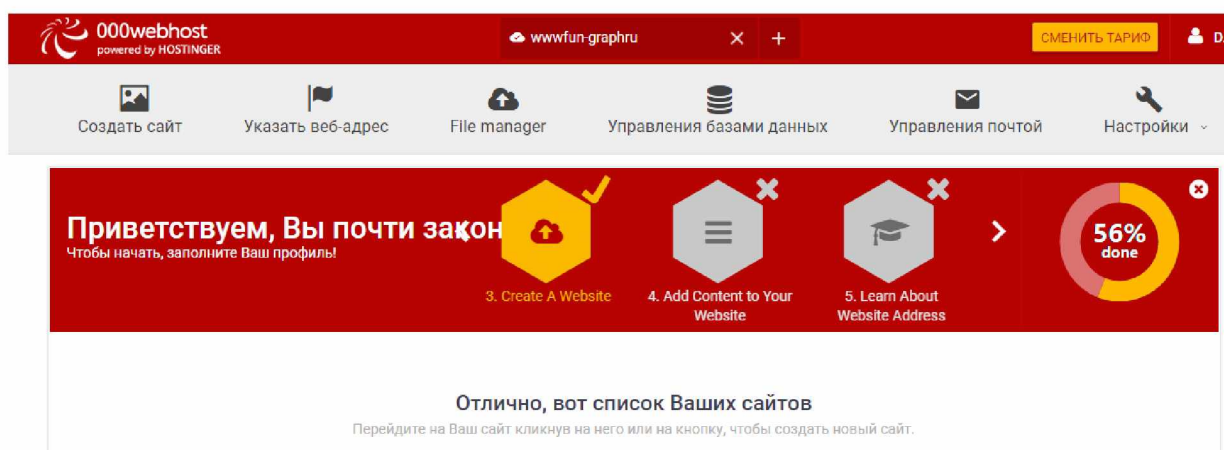 000webhost
powered by HOSTINGER
wwwfun-graphru
СМЕНИТЬ ТАРИФ
Создать сайт
Указать веб-адрес
File manager
Управления базами данных
Управления почтой
Настройки
Приветствуем, Вы почти закон
Чтобы начать, заполните Ваш профиль!
3. Create A Website
4. Add Content to Your
Website
5. Learn About
Website Address
56%
done
Отлично, вот список Ваших сайтов
Перейдите на Ваш сайт кликнув на него или на кнопку, чтобы создать новый сайт.